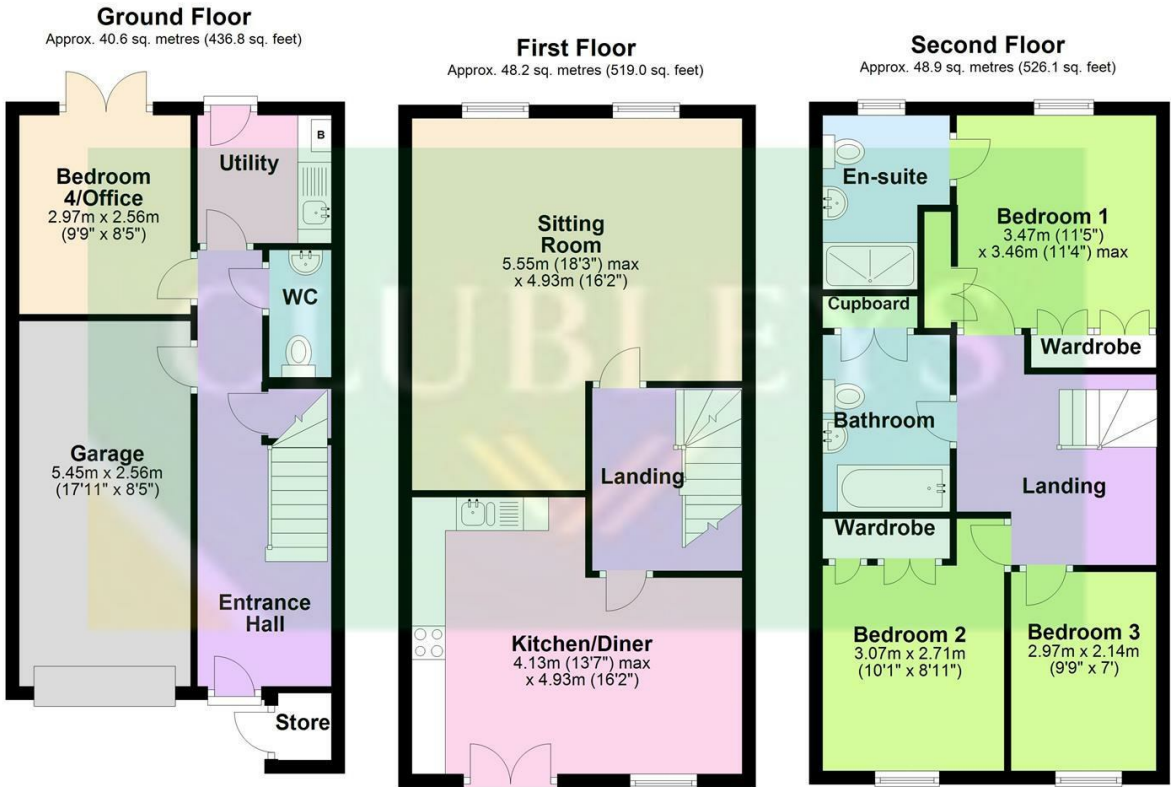 Ground Floor
Approx. 40.6 sq. metres (436.8 sq. feet)
Bedroom
4/Office
2.97m x 2.56m
(9'9" x 8'5")
Utility
B
WC
Garage
5.45m x 2.56m
(17'11" x 8'5")
Entrance
Hall
Store
First Floor
Approx. 48.2 sq. metres (519.0 sq. feet)
Sitting
Room
5.55m (18'3") max
x 4.93m (16'2")
Landing
Kitchen/Diner
4.13m (13'7") max
x 4.93m (16'2")
Second Floor
Approx. 48.9 sq. metres (526.1 sq. feet)
En-suite
Bedroom 1
3.47m (11'5")
x 3.46m (11'4") max
Cupboard
Wardrobe
Bathroom
Landing
Wardrobe
Bedroom 2
3.07m x 2.71m
(10'1" x 8'11")
Bedroom 3
2.97m x 2.14m
(9'9" x 7')
CLUBLEYS